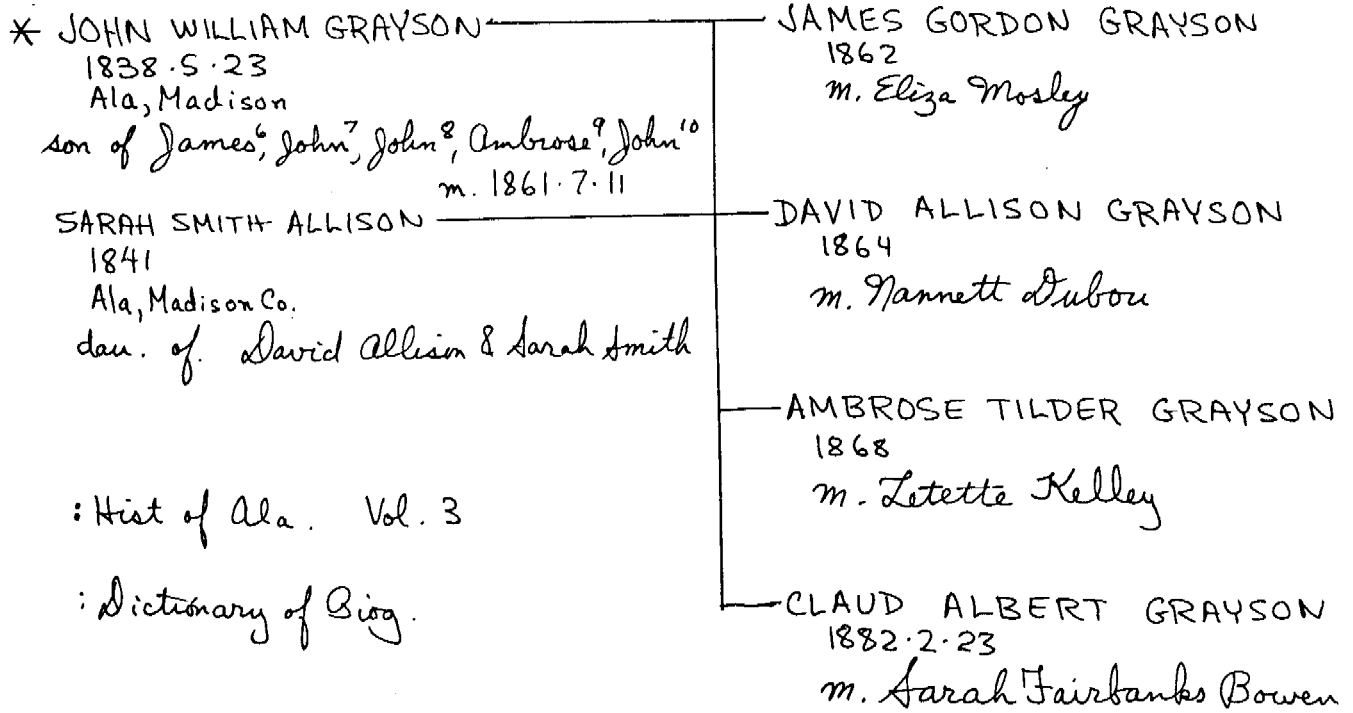 * JOHN WILLIAM GRAYSON
1838·5·23
Ala, Madison
son of James⁶, John⁷, John⁸, Ambrose⁹, John¹⁰
m. 1861·7·11
SARAH SMITH ALLISON
1841
Ala, Madison Co.
dau. of. David Allison & Sarah Smith
: Hist of Ala. Vol. 3
: Dictionary of Biog.
JAMES GORDON GRAYSON
1862
m. Eliza Mosley
DAVID ALLISON GRAYSON
1864
m. Nannett Dubou
AMBROSE TILDER GRAYSON
1868
m. Letette Kelley
CLAUD ALBERT GRAYSON
1882·2·23
m. Sarah Fairbanks Bowen